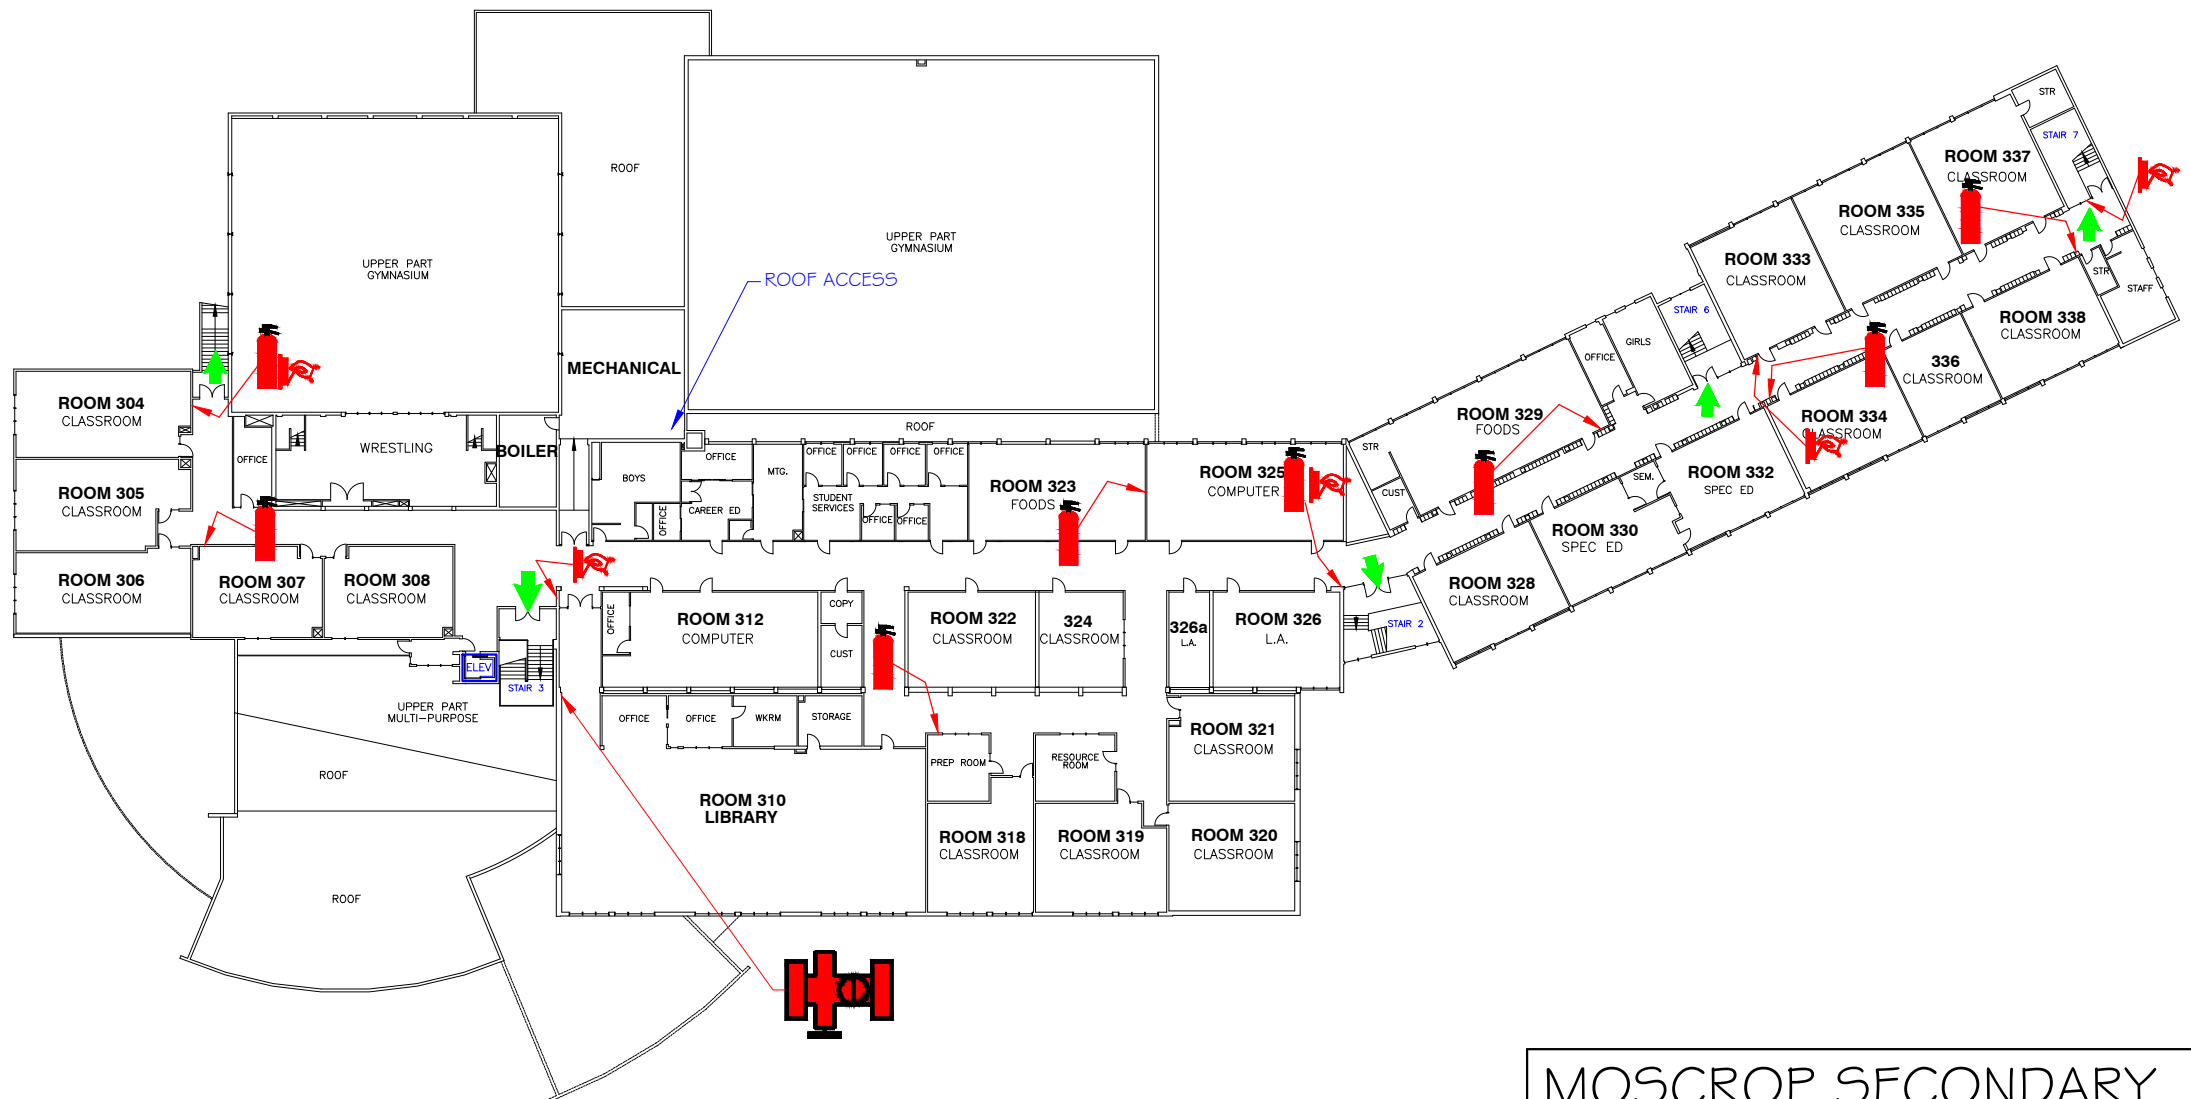 ROOF
UPPER PART
GYMNASIUM
UPPER PART
GYMNASIUM
ROOF ACCESS
MECHANICAL
ROOM 304
CLASSROOM
ROOM 305
CLASSROOM
ROOM 306
CLASSROOM
OFFICE
WRESTLING
BOILER
ROOM 307
CLASSROOM
ROOM 308
CLASSROOM
ELEV
STAIR 3
UPPER PART
MULTI-PURPOSE
ROOF
ROOF
ROOF
BOYS
OFFICE
OFFICE
CAREER ED
MTG.
OFFICE
OFFICE
OFFICE
OFFICE
STUDENT
SERVICES
OFFICE
OFFICE
ROOM 323
FOODS
ROOM 325
COMPUTER
OFFICE
ROOM 312
COMPUTER
COPY
CUST
ROOM 322
CLASSROOM
324
CLASSROOM
326a
L.A.
ROOM 326
L.A.
OFFICE
OFFICE
WKRM
STORAGE
ROOM 310
LIBRARY
PREP ROOM
RESOURCE
ROOM
ROOM 318
CLASSROOM
ROOM 319
CLASSROOM
ROOM 321
CLASSROOM
ROOM 320
CLASSROOM
STR
CUST
ROOM 329
FOODS
OFFICE
GIRLS
STAIR 6
STAIR 2
ROOM 328
CLASSROOM
ROOM 330
SPEC ED
SEM.
ROOM 332
SPEC ED
ROOM 333
CLASSROOM
ROOM 334
CLASSROOM
ROOM 335
CLASSROOM
336
CLASSROOM
ROOM 337
CLASSROOM
ROOM 338
CLASSROOM
STR
STAIR 7
STR
STAFF
MOSCROP SECONDARY